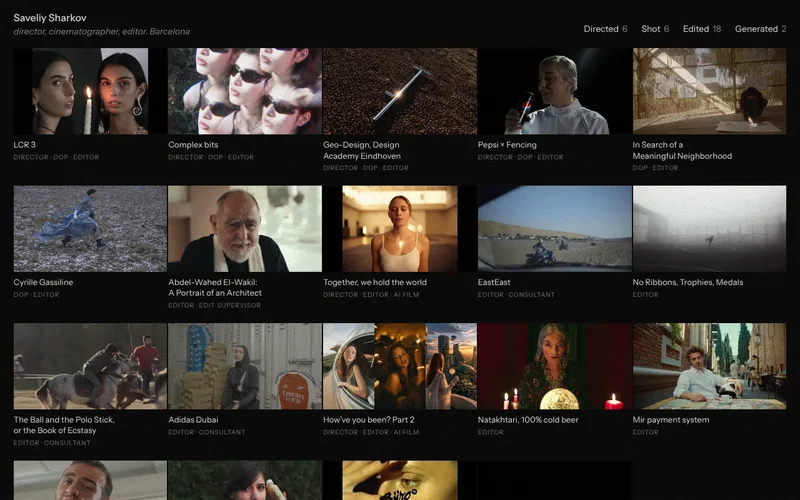 Saveliy Sharkov
director, cinematographer, editor, Barcelona
Directed 6 Shot 6 Edited 18 Generated 2
LCR 3
DIRECTOR · DOP · EDITOR
Complex bits
DIRECTOR · DOP · EDITOR
Geo-Design, Design
Academy Eindhoven
DIRECTOR · DOP · EDITOR
Pepsi × Fencing
DIRECTOR · DOP · EDITOR
In Search of a
Meaningful Neighborhood
DOP · EDITOR
Cyrille Gassiline
DOP · EDITOR
Abdel-Wahed El-Wakil:
A Portrait of an Architect
EDITOR · EDIT SUPERVISOR
Together, we hold the world
DIRECTOR · EDITOR · AI FILM
EastEast
EDITOR · CONSULTANT
No Ribbons, Trophies, Medals
EDITOR
The Ball and the Polo Stick,
or the Book of Ecstasy
EDITOR · CONSULTANT
Adidas Dubai
EDITOR · CONSULTANT
How've you been? Part 2
DIRECTOR · EDITOR · AI FILM
Natakhtari, 100% cold beer
EDITOR
Mir payment system
EDITOR